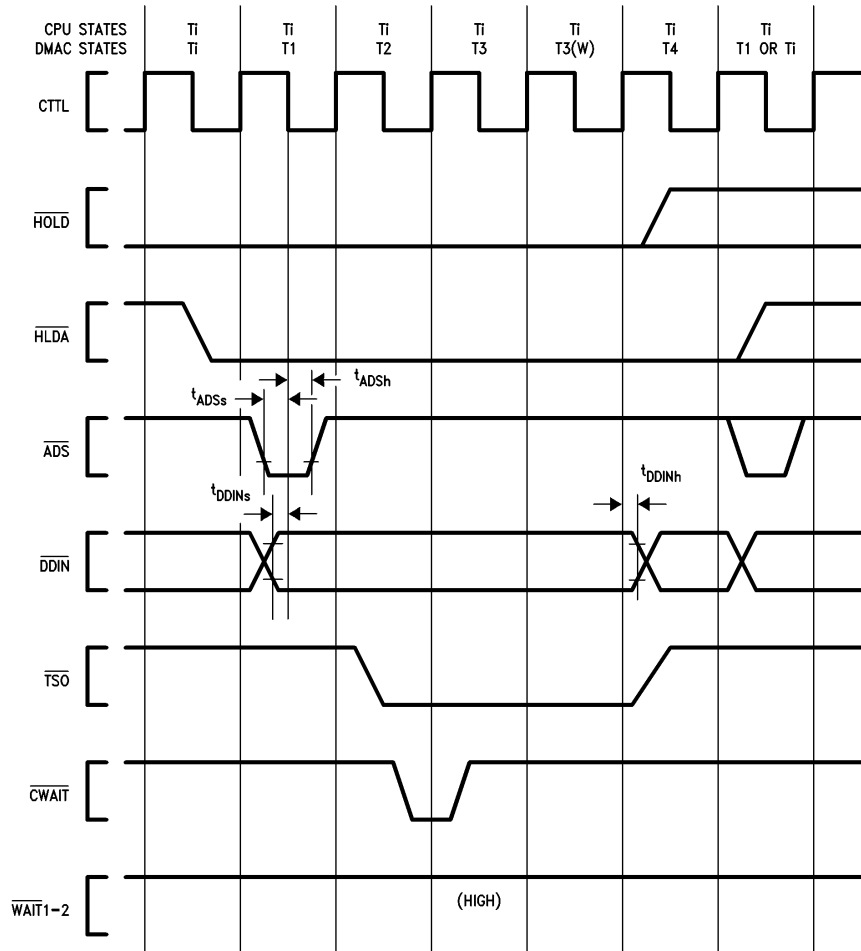 CPU STATES Ti Ti Ti Ti Ti Ti Ti
DMAC STATES Ti T1 T2 T3 T3(W) T4 T1 OR Ti
CTTL
HOLD
HLDA
tADSs tADSh
ADS
tDDINs tDDINh
DDIN
TSO
CWAIT
WAIT1-2 (HIGH)